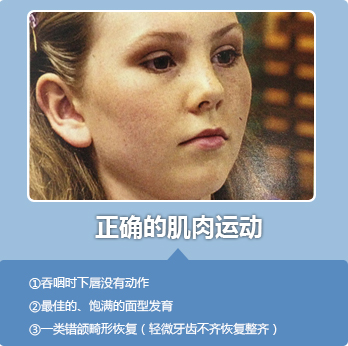 正确的肌肉运动
①吞咽时下唇没有动作
②最佳的、饱满的面型发育
③一类错颌畸形恢复（轻微牙齿不齐恢复整齐）